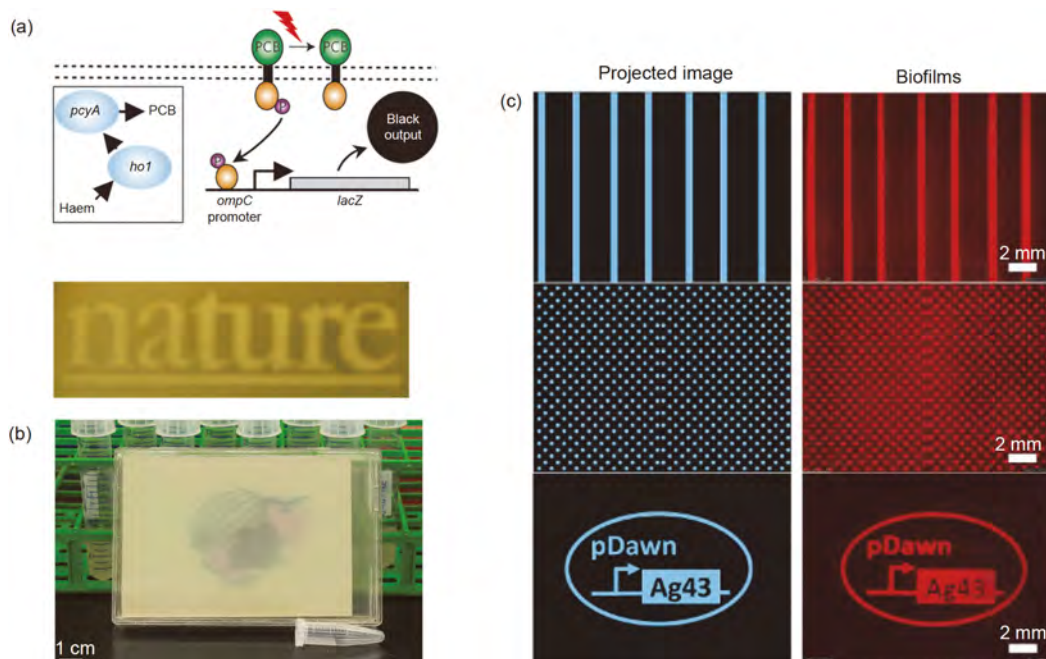 (a)
PCB
PCB
P
pcyA
PCB
ho1
Haem
P
Black
output
ompC
promoter
lacZ
nature
(b)
1 cm
(c)
Projected image
Biofilms
2 mm
2 mm
pDawn
Ag43
pDawn
Ag43
2 mm